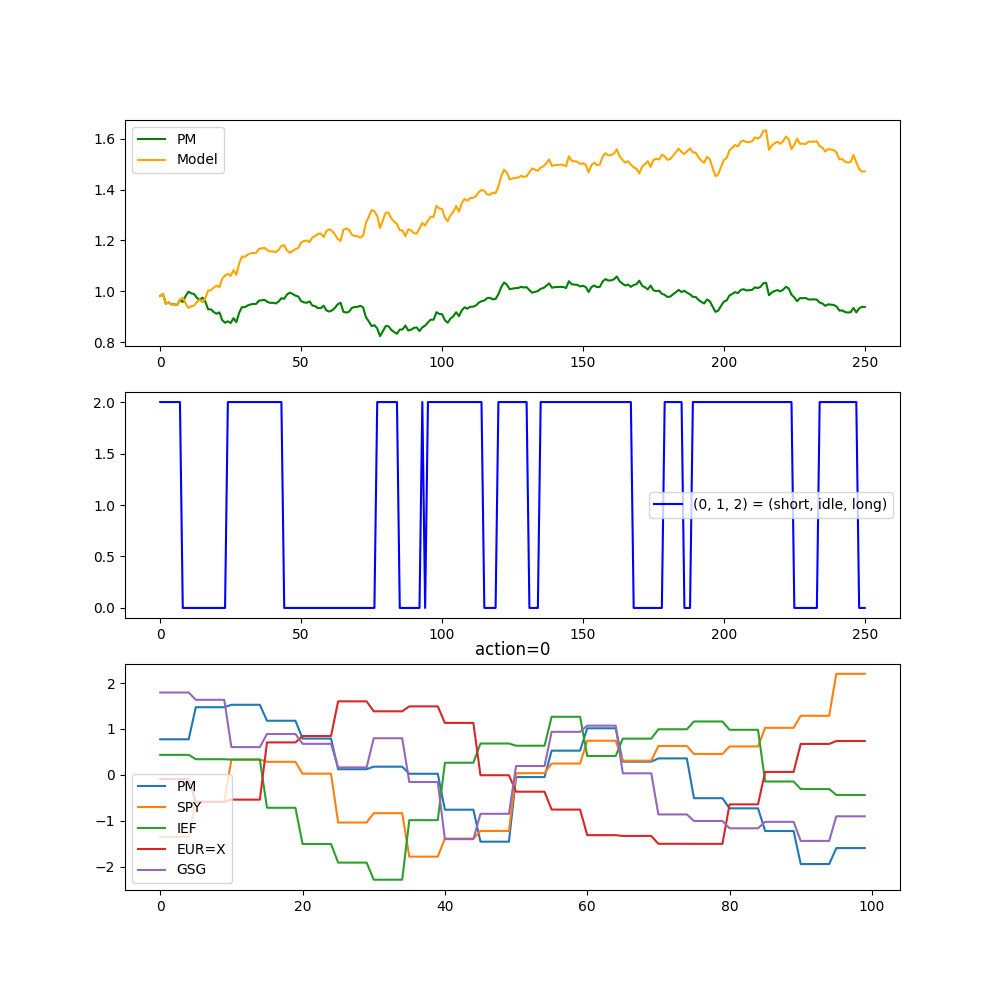 PM
Model
1.6
1.4
1.2
1.0
0.8
0 50 100 150 200 250
2.0
1.5
1.0
0.5
0.0
(0, 1, 2) = (short, idle, long)
0 50 100 150 200 250
action=0
2
1
0
−1
−2
PM
SPY
IEF
EUR=X
GSG
0 20 40 60 80 100